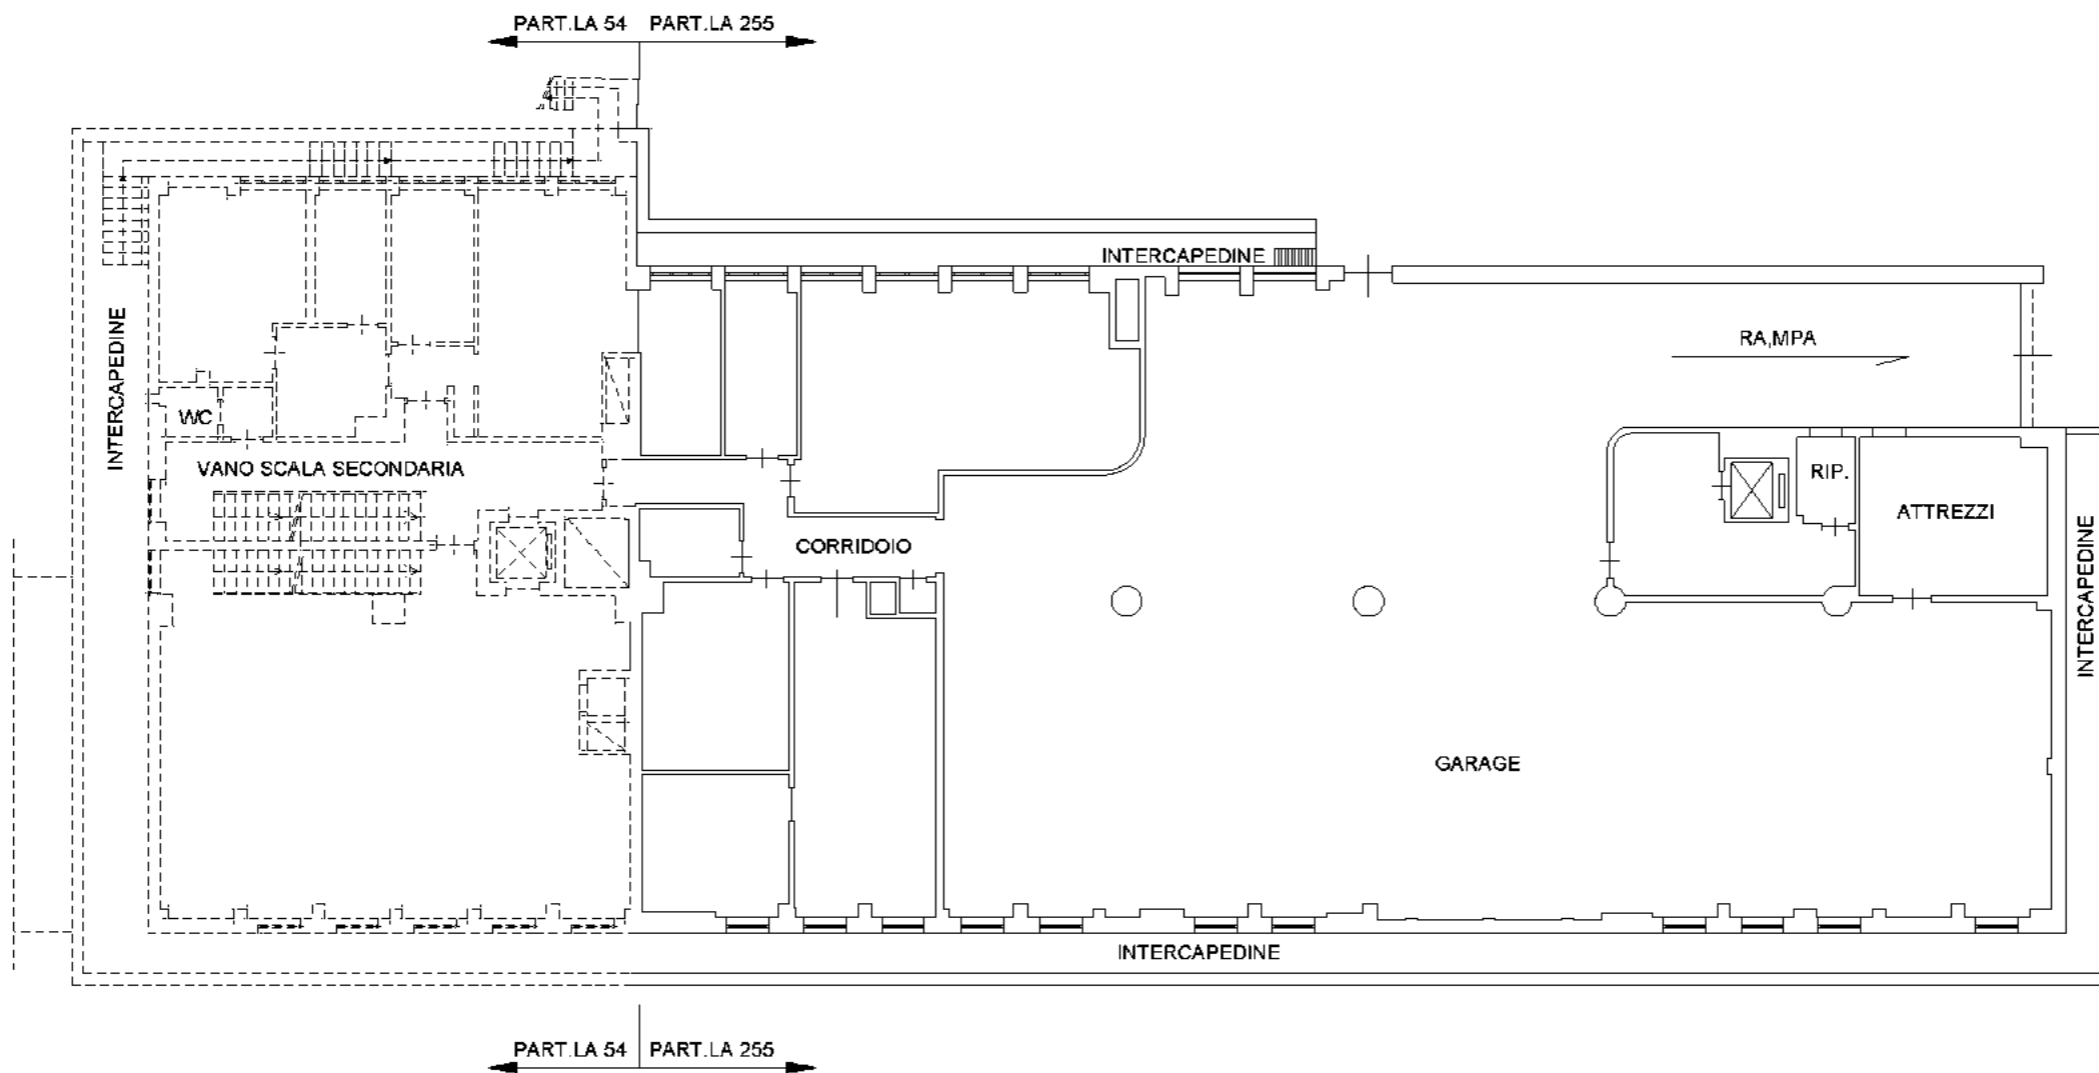 PART.LA 54 PART.LA 255
INTERCAPEDINE
INTERCAPEDINE
RA,MPA
WC
VANO SCALA SECONDARIA
RIP.
ATTREZZI
CORRIDOIO
INTERCAPEDINE
GARAGE
INTERCAPEDINE
PART.LA 54 PART.LA 255